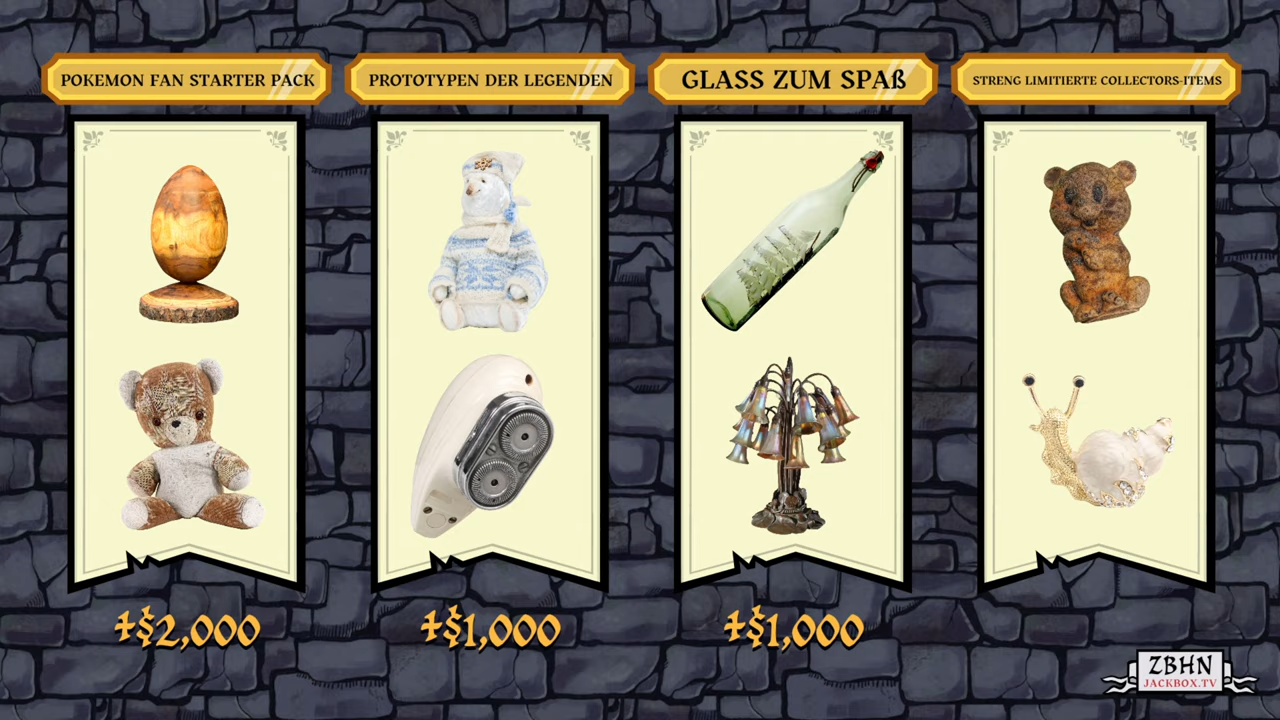 POKEMON FAN STARTER PACK
PROTOTYPEN DER LEGENDEN
GLASS ZUM SPAß
STRENG LIMITIERTE COLLECTORS-ITEMS
+$2,000
+$1,000
+$1,000
ZBHN
JACKBOX.TV